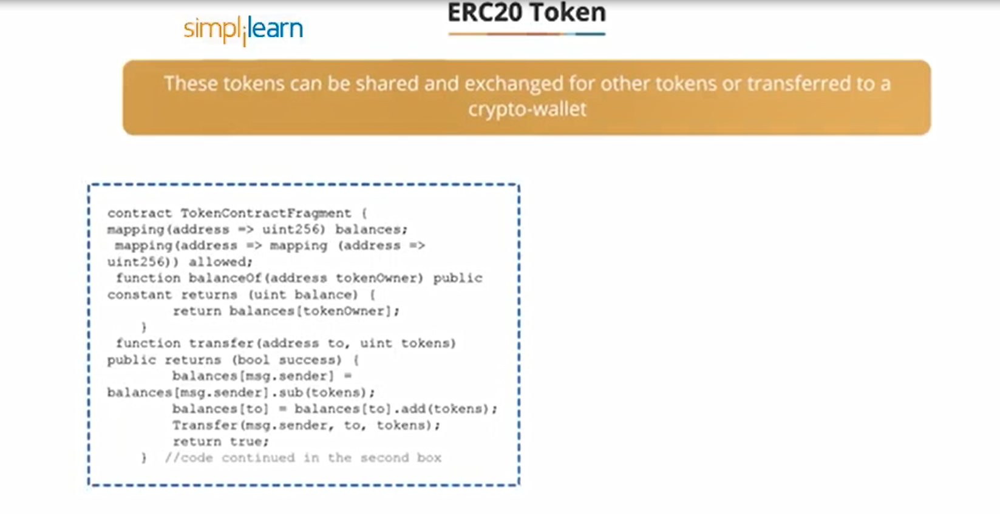 simplilearn
ERC20 Token
These tokens can be shared and exchanged for other tokens or transferred to a
crypto-wallet
contract TokenContractFragment {
mapping(address => uint256) balances;
mapping(address => mapping (address =>
uint256)) allowed;
function balanceOf(address tokenOwner) public
constant returns (uint balance) {
return balances[tokenOwner];
}
function transfer(address to, uint tokens)
public returns (bool success) {
balances[msg.sender] =
balances[msg.sender].sub(tokens);
balances[to] = balances[to].add(tokens);
Transfer(msg.sender, to, tokens);
return true;
} //code continued in the second box